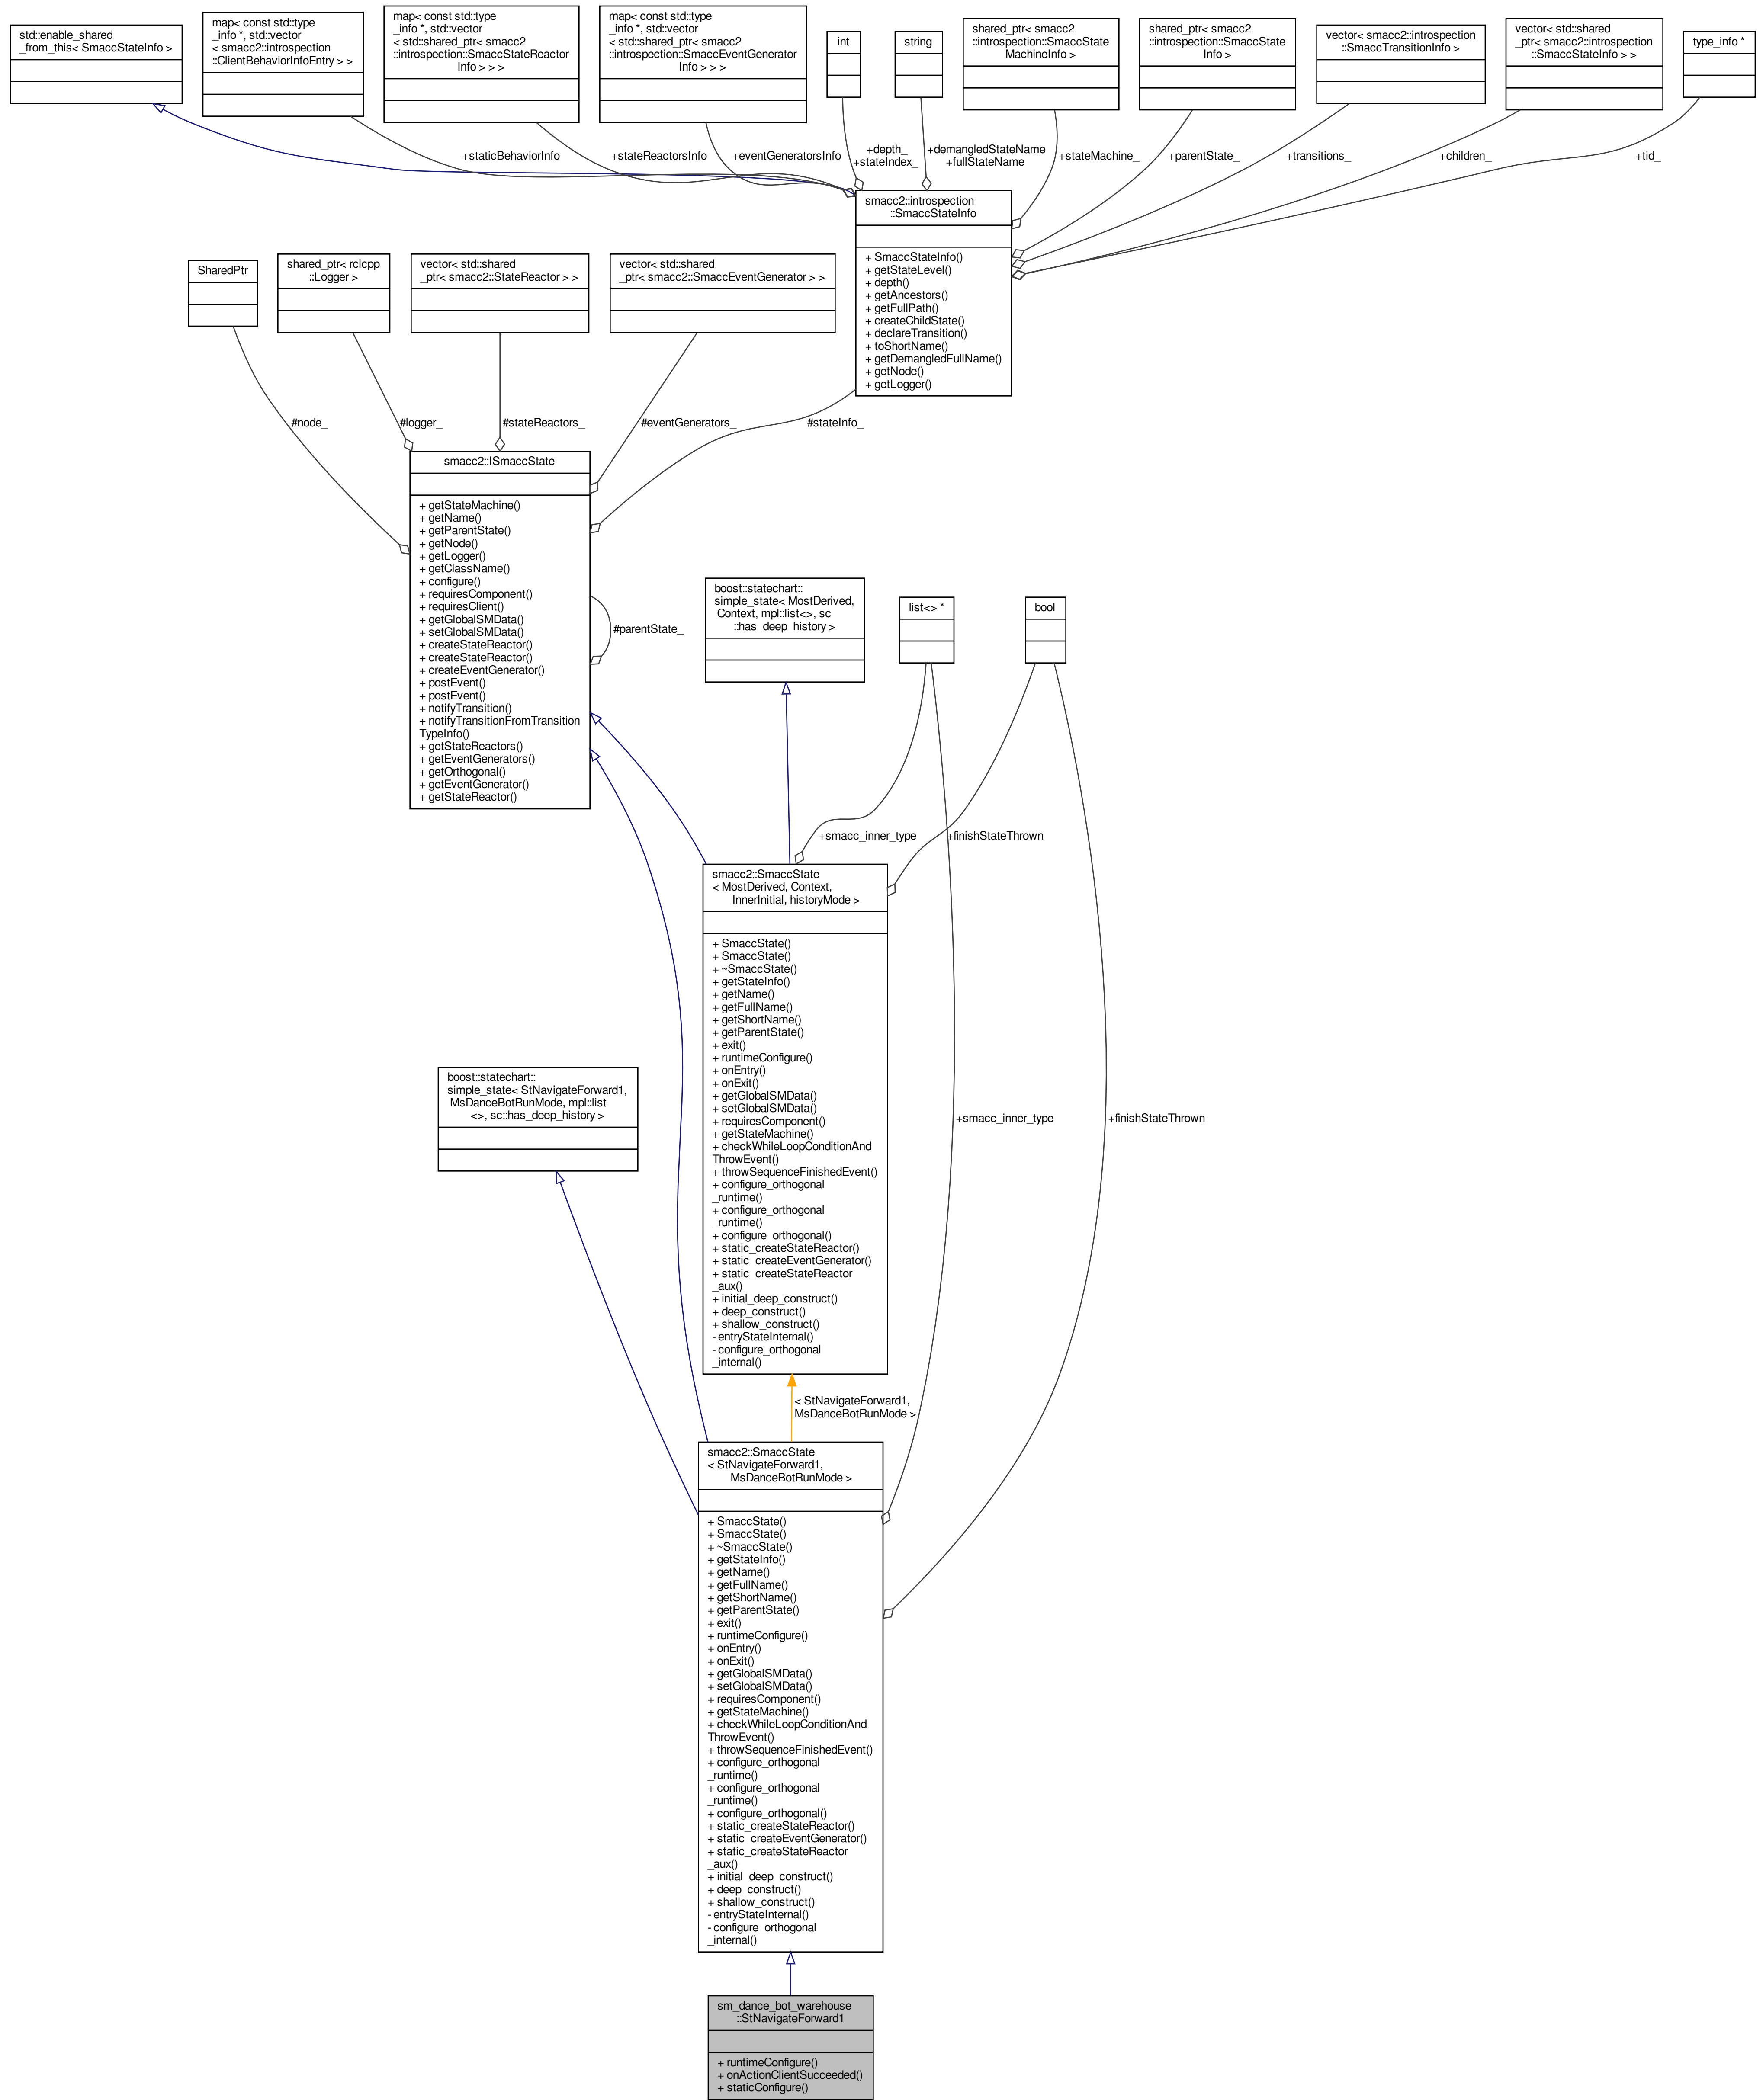 std::enable_shared
_from_this< SmaccStateInfo >
map< const std::type
_info *, std::vector
< smacc2::introspection
::ClientBehaviorInfoEntry > >
map< const std::type
_info *, std::vector
< std::shared_ptr< smacc2
::introspection::SmaccStateReactor
Info > > >
map< const std::type
_info *, std::vector
< std::shared_ptr< smacc2
::introspection::SmaccEventGenerator
Info > > >
int
string
shared_ptr< smacc2
::introspection::SmaccState
MachineInfo >
shared_ptr< smacc2
::introspection::SmaccState
Info >
vector< smacc2::introspection
::SmaccTransitionInfo >
vector< std::shared
_ptr< smacc2::introspection
::SmaccStateInfo > >
type_info *
+staticBehaviorInfo
+stateReactorsInfo
+eventGeneratorsInfo
+depth_
+stateIndex_
+demangledStateName
+fullStateName
+stateMachine_
+parentState_
+transitions_
+children_
+tid_
smacc2::introspection
::SmaccStateInfo
+ SmaccStateInfo()
+ getStateLevel()
+ depth()
+ getAncestors()
+ getFullPath()
+ createChildState()
+ declareTransition()
+ toShortName()
+ getDemangledFullName()
+ getNode()
+ getLogger()
SharedPtr
shared_ptr< rclcpp
::Logger >
vector< std::shared
_ptr< smacc2::StateReactor > >
vector< std::shared
_ptr< smacc2::SmaccEventGenerator > >
#node_
#logger_
#stateReactors_
#eventGenerators_
#stateInfo_
smacc2::ISmaccState
+ getStateMachine()
+ getName()
+ getParentState()
+ getNode()
+ getLogger()
+ getClassName()
+ configure()
+ requiresComponent()
+ requiresClient()
+ getGlobalSMData()
+ setGlobalSMData()
+ createStateReactor()
+ createStateReactor()
+ createEventGenerator()
+ postEvent()
+ postEvent()
+ notifyTransition()
+ notifyTransitionFromTransition
TypeInfo()
+ getStateReactors()
+ getEventGenerators()
+ getOrthogonal()
+ getEventGenerator()
+ getStateReactor()
#parentState_
boost::statechart::
simple_state< MostDerived,
Context, mpl::list<>, sc
::has_deep_history >
list<> *
bool
+smacc_inner_type
+finishStateThrown
smacc2::SmaccState
< MostDerived, Context,
InnerInitial, historyMode >
+ SmaccState()
+ SmaccState()
+ ~SmaccState()
+ getStateInfo()
+ getName()
+ getFullName()
+ getShortName()
+ getParentState()
+ exit()
+ runtimeConfigure()
+ onEntry()
+ onExit()
+ getGlobalSMData()
+ setGlobalSMData()
+ requiresComponent()
+ getStateMachine()
+ checkWhileLoopConditionAnd
ThrowEvent()
+ throwSequenceFinishedEvent()
+ configure_orthogonal
_runtime()
+ configure_orthogonal
_runtime()
+ configure_orthogonal()
+ static_createStateReactor()
+ static_createEventGenerator()
+ static_createStateReactor
_aux()
+ initial_deep_construct()
+ deep_construct()
+ shallow_construct()
- entryStateInternal()
- configure_orthogonal
_internal()
boost::statechart::
simple_state< StNavigateForward1,
MsDanceBotRunMode, mpl::list
<>, sc::has_deep_history >
+smacc_inner_type
+finishStateThrown
< StNavigateForward1,
MsDanceBotRunMode >
smacc2::SmaccState
< StNavigateForward1,
MsDanceBotRunMode >
+ SmaccState()
+ SmaccState()
+ ~SmaccState()
+ getStateInfo()
+ getName()
+ getFullName()
+ getShortName()
+ getParentState()
+ exit()
+ runtimeConfigure()
+ onEntry()
+ onExit()
+ getGlobalSMData()
+ setGlobalSMData()
+ requiresComponent()
+ getStateMachine()
+ checkWhileLoopConditionAnd
ThrowEvent()
+ throwSequenceFinishedEvent()
+ configure_orthogonal
_runtime()
+ configure_orthogonal
_runtime()
+ configure_orthogonal()
+ static_createStateReactor()
+ static_createEventGenerator()
+ static_createStateReactor
_aux()
+ initial_deep_construct()
+ deep_construct()
+ shallow_construct()
- entryStateInternal()
- configure_orthogonal
_internal()
sm_dance_bot_warehouse
::StNavigateForward1
+ runtimeConfigure()
+ onActionClientSucceeded()
+ staticConfigure()